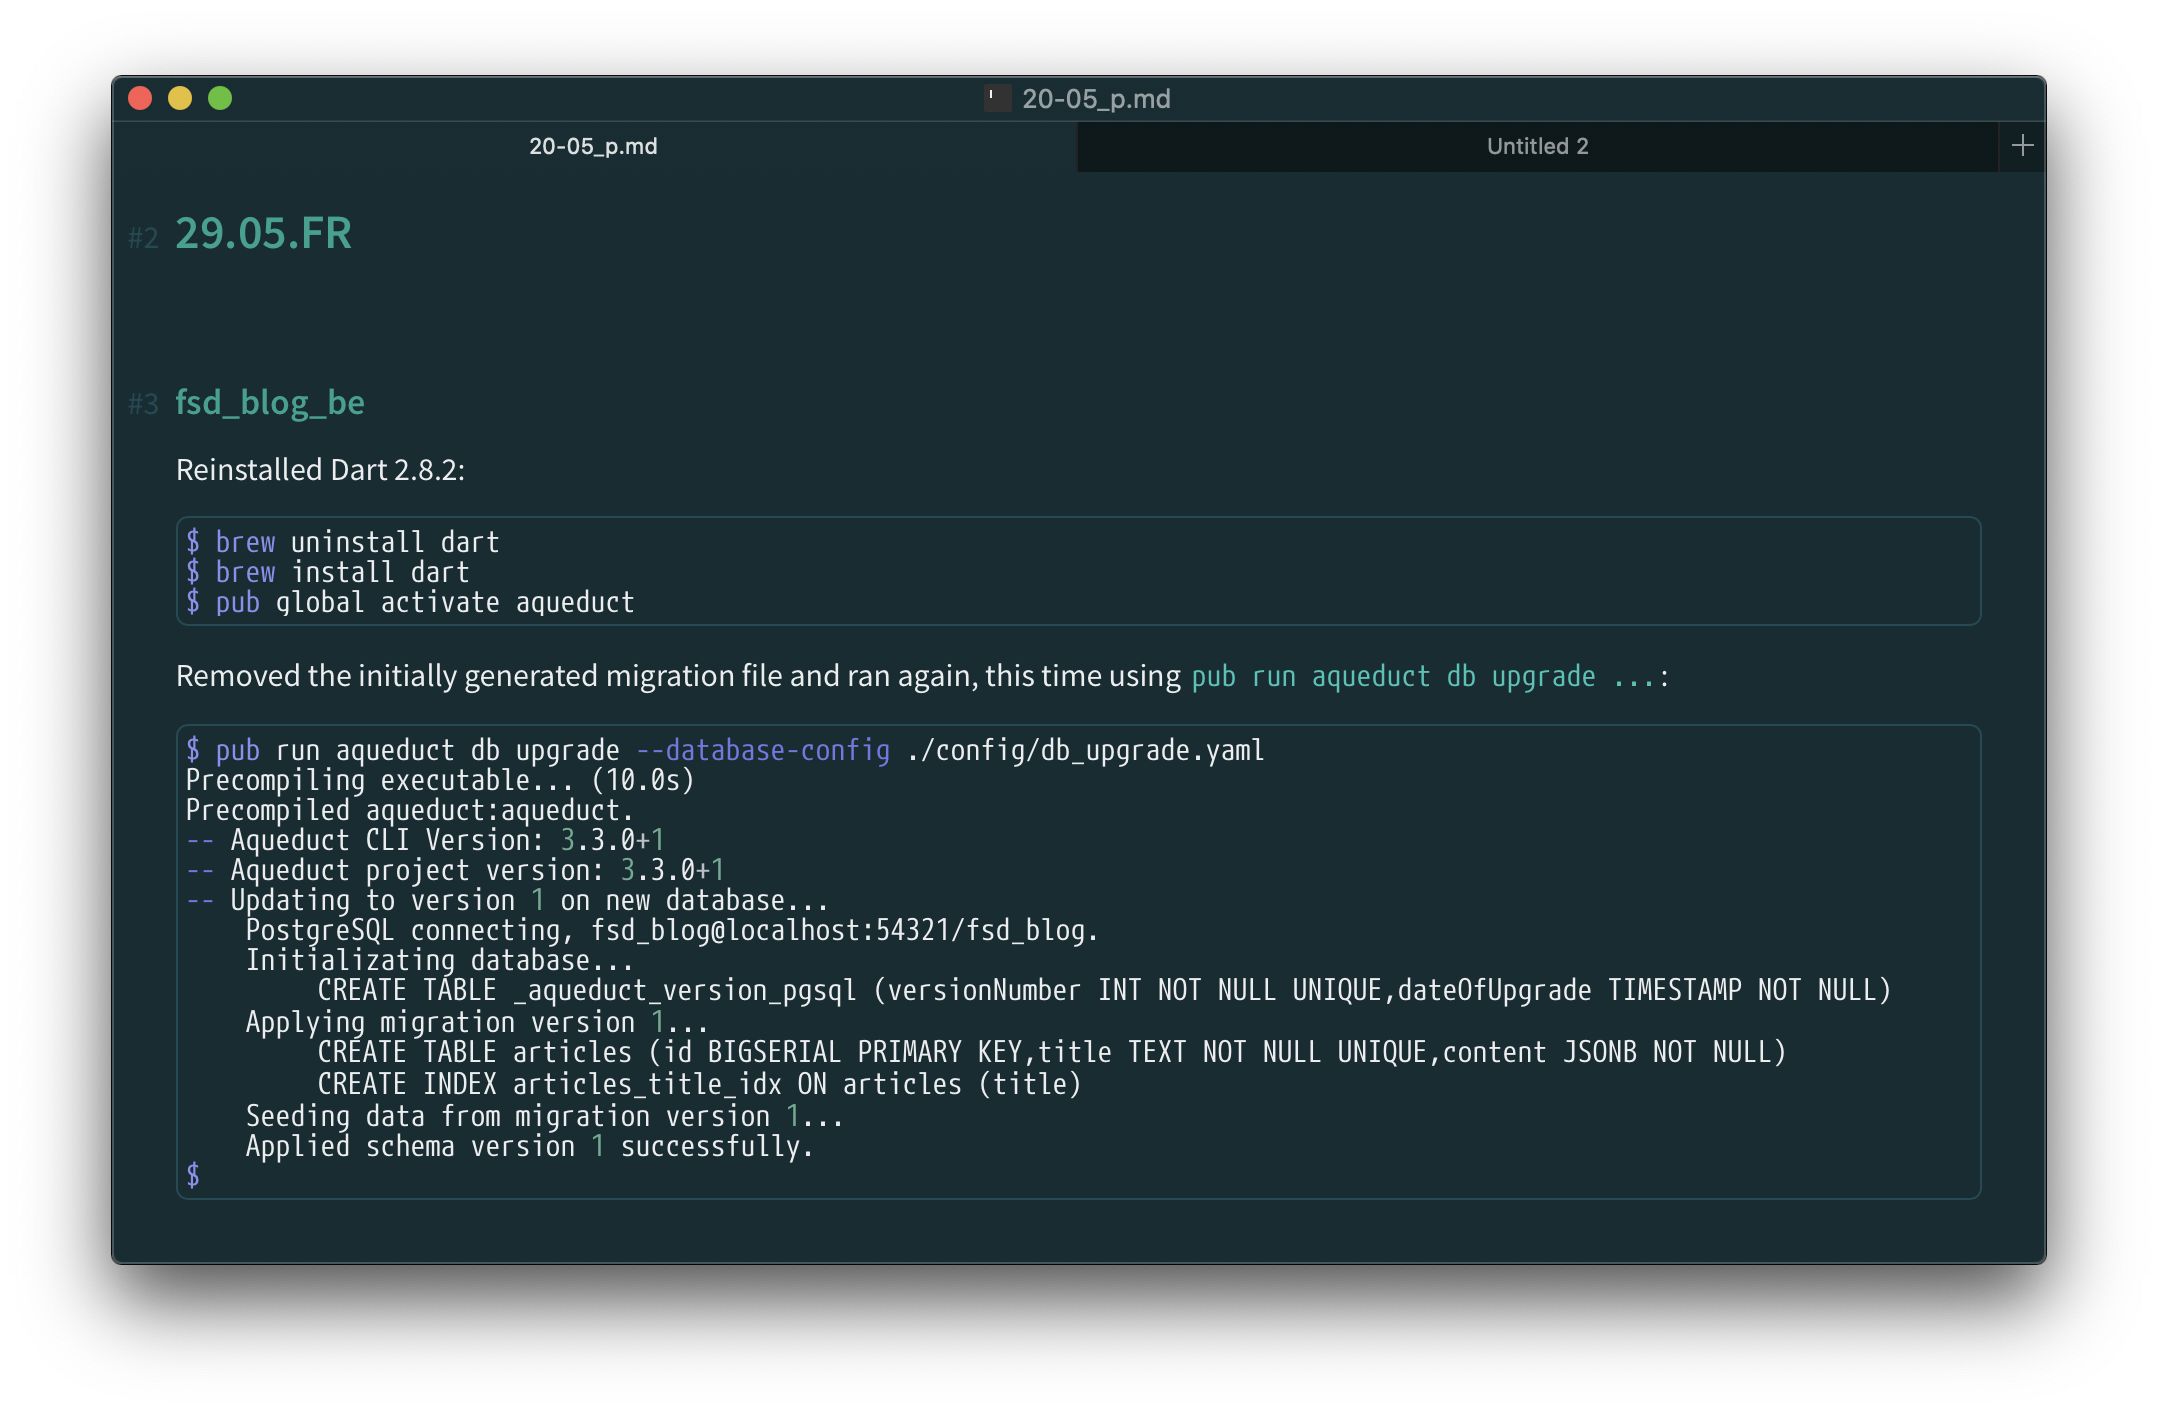 20-05_p.md
20-05_p.md
Untitled 2
#2 29.05.FR
#3 fsd_blog_be
Reinstalled Dart 2.8.2:
$ brew uninstall dart
$ brew install dart
$ pub global activate aqueduct
Removed the initially generated migration file and ran again, this time using pub run aqueduct db upgrade ...:
$ pub run aqueduct db upgrade --database-config ./config/db_upgrade.yaml
Precompiling executable... (10.0s)
Precompiled aqueduct:aqueduct.
-- Aqueduct CLI Version: 3.3.0+1
-- Aqueduct project version: 3.3.0+1
-- Updating to version 1 on new database...
    PostgreSQL connecting, fsd_blog@localhost:54321/fsd_blog.
    Initializating database...
        CREATE TABLE _aqueduct_version_pgsql (versionNumber INT NOT NULL UNIQUE,dateOfUpgrade TIMESTAMP NOT NULL)
    Applying migration version 1...
        CREATE TABLE articles (id BIGSERIAL PRIMARY KEY,title TEXT NOT NULL UNIQUE,content JSONB NOT NULL)
        CREATE INDEX articles_title_idx ON articles (title)
    Seeding data from migration version 1...
    Applied schema version 1 successfully.
$